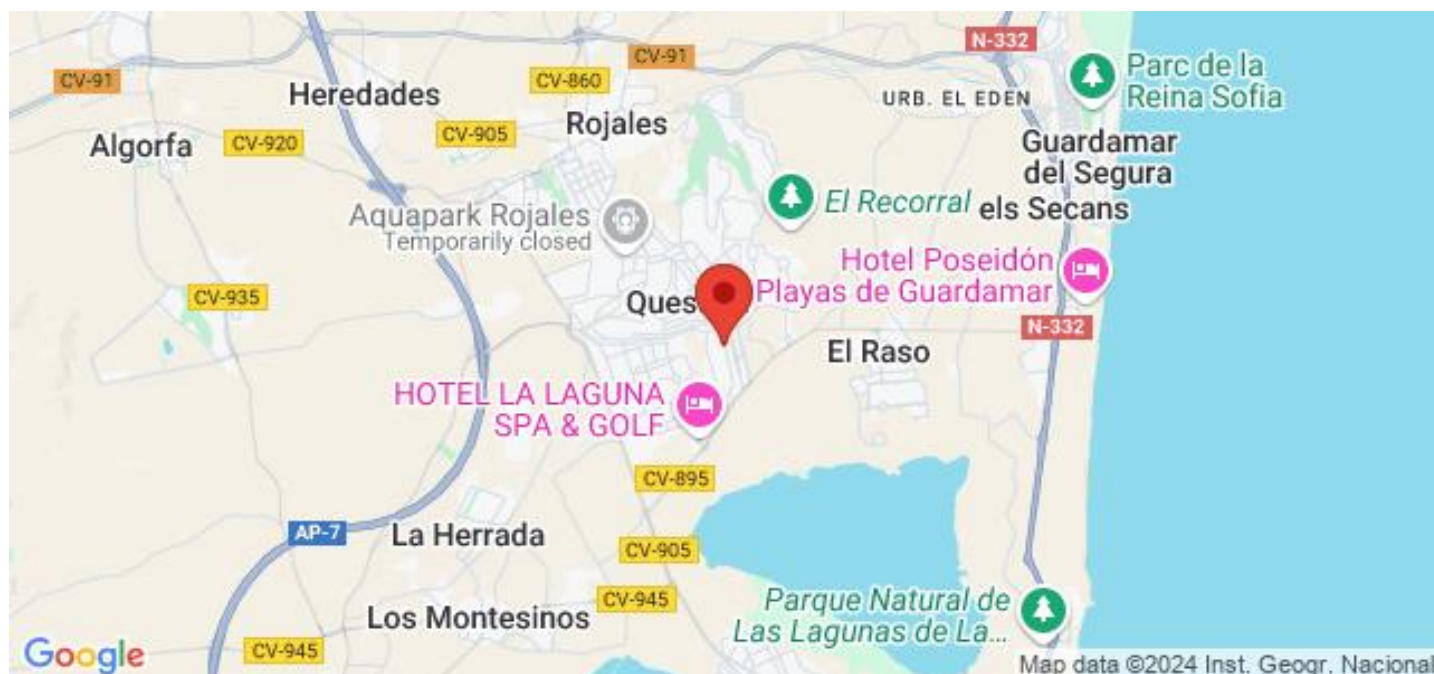 N-332
Parc de la
Reina Sofia
CV-91
CV-91
CV-860
Heredades
URB. EL EDEN
Rojales
CV-905
CV-920
Algorfa
Guardamar
del Segura
El Recorral
els Secans
Aquapark Rojales
Temporarily closed
Hotel Poseidón
Playas de Guardamar
CV-935
N-332
El Raso
HOTEL LA LAGUNA
SPA & GOLF
CV-895
AP-7
La Herrada
CV-905
CV-945
Los Montesinos
Parque Natural de
Las Lagunas de La...
CV-945
Google
Map data ©2024 Inst. Geogr. Nacional